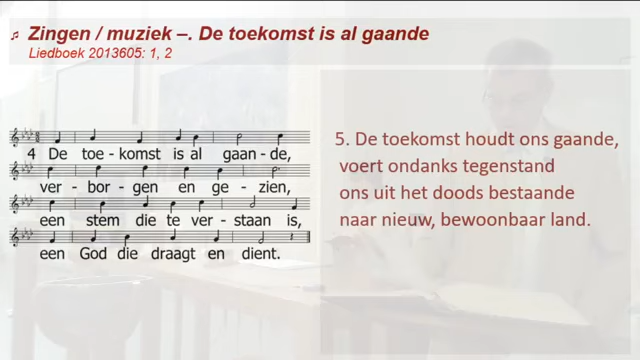 ♬ Zingen / muziek –. De toekomst is al gaande
Liedboek 2013605: 1, 2
4 De toe - komst is al gaan - de,
ver - bor - gen en ge - zien,
een stem die te ver - staan is,
een God die draagt en dient.
5. De toekomst houdt ons gaande,
voert ondanks tegenstand
ons uit het doods bestaande
naar nieuw, bewoonbaar land.